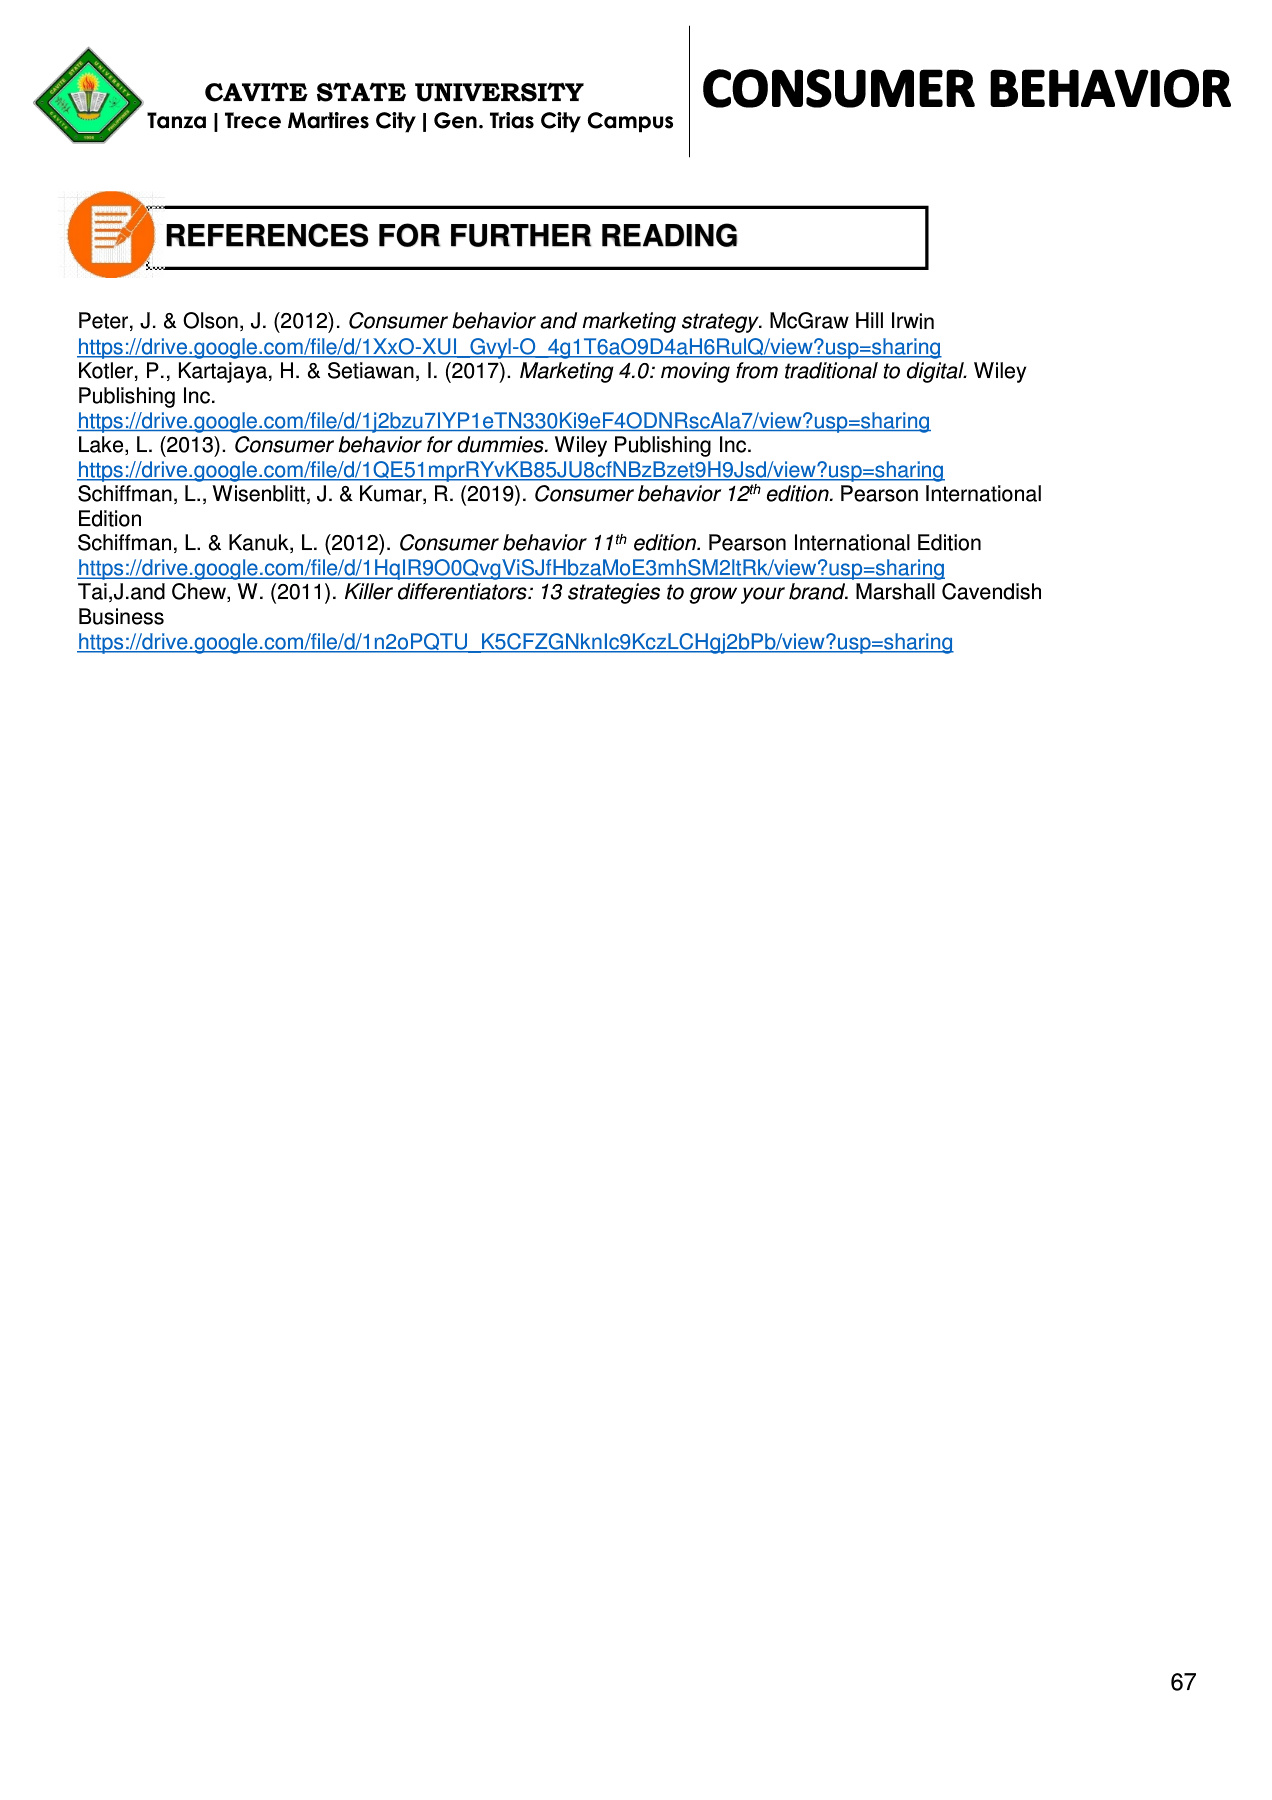 CAVITE STATE UNIVERSITY
Tanza | Trece Martires City | Gen. Trias City Campus
CONSUMER BEHAVIOR
REFERENCES FOR FURTHER READING
Peter, J. & Olson, J. (2012). Consumer behavior and marketing strategy. McGraw Hill Irwin
https://drive.google.com/file/d/1XxO-XUI_Gvyl-O_4g1T6aO9D4aH6RulQ/view?usp=sharing
Kotler, P., Kartajaya, H. & Setiawan, I. (2017). Marketing 4.0: moving from traditional to digital. Wiley
Publishing Inc.
https://drive.google.com/file/d/1j2bzu7IYP1eTN330Ki9eF4ODNRscAla7/view?usp=sharing
Lake, L. (2013). Consumer behavior for dummies. Wiley Publishing Inc.
https://drive.google.com/file/d/1QE51mprRYvKB85JU8cfNBzBzet9H9Jsd/view?usp=sharing
Schiffman, L., Wisenblitt, J. & Kumar, R. (2019). Consumer behavior 12th edition. Pearson International
Edition
Schiffman, L. & Kanuk, L. (2012). Consumer behavior 11th edition. Pearson International Edition
https://drive.google.com/file/d/1HqIR9O0QvgViSJfHbzaMoE3mhSM2ltRk/view?usp=sharing
Tai,J.and Chew, W. (2011). Killer differentiators: 13 strategies to grow your brand. Marshall Cavendish
Business
https://drive.google.com/file/d/1n2oPQTU_K5CFZGNknIc9KczLCHgj2bPb/view?usp=sharing
67